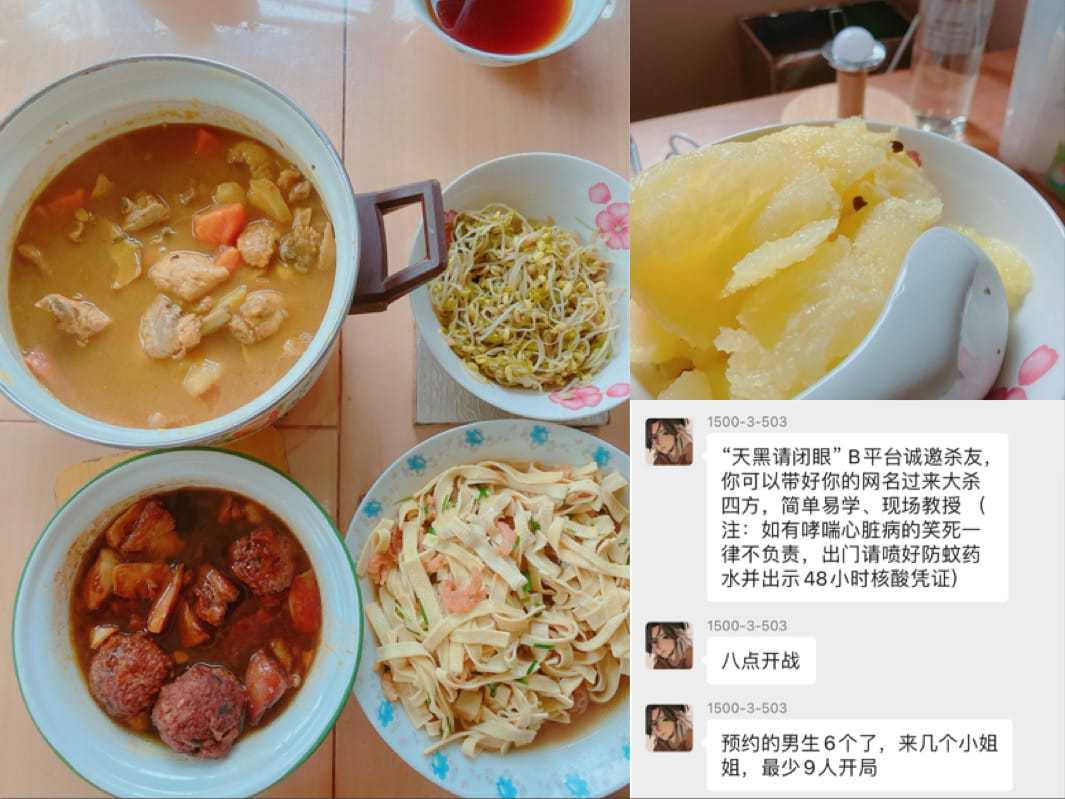 1500-3-503
“天黑请闭眼” B平台诚邀杀友，
你可以带好你的网名过来大杀
四方，简单易学、现场教授 （
注：如有哮喘心脏病的笑死一
律不负责，出门请喷好防蚊药
水并出示48小时核酸凭证）
1500-3-503
八点开战
1500-3-503
预约的男生6个了，来几个小姐
姐，最少9人开局